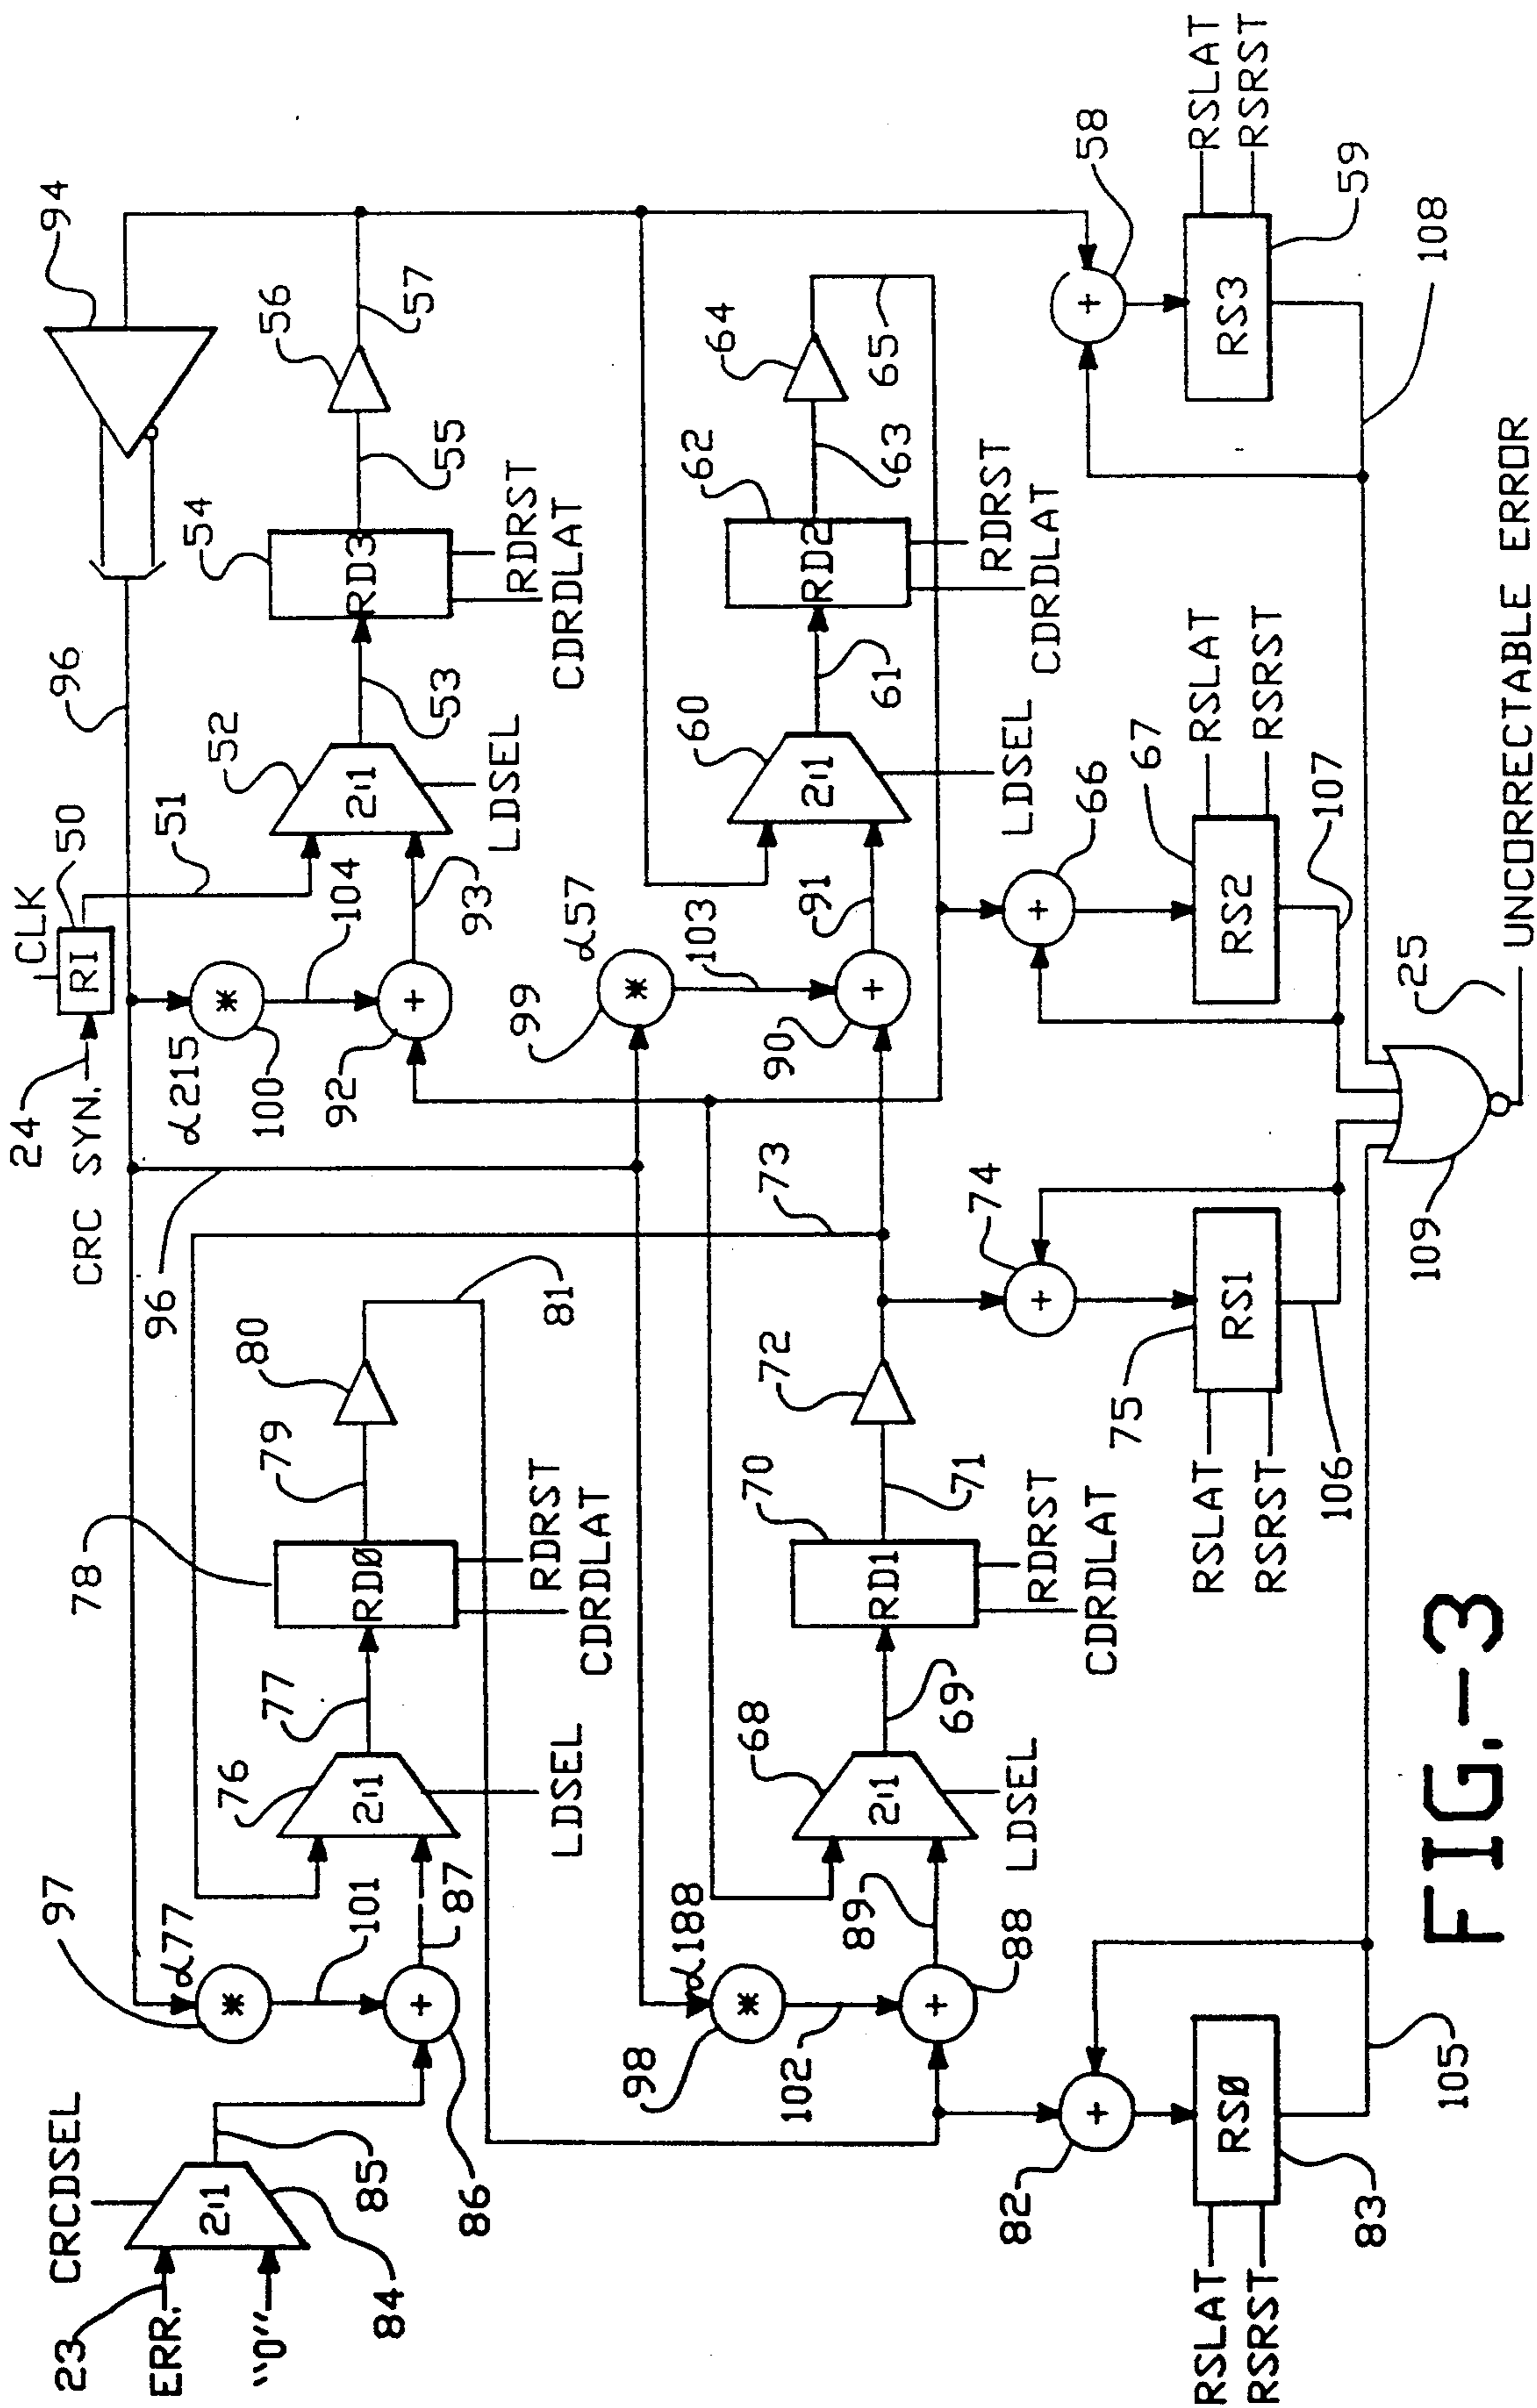 23
ERR.
"0"
CRCDSEL
2:1
84
85
86
97
α77
*
101
+
87
76
2:1
77
LDSEL
78
RDØ
79
80
81
RDRST
CDRDLAT
96
24
CRC SYN.
CLK
RI
50
51
α215
*
100
104
92
+
93
52
2:1
53
LDSEL
54
RD3
55
56
57
RDRST
CDRDLAT
96
94
98
α188
*
102
+
88
89
68
2:1
69
LDSEL
70
RD1
71
72
73
RDRST
CDRDLAT
99
α57
*
103
90
+
91
60
2:1
61
LDSEL
62
RD2
63
64
65
RDRST
CDRDLAT
82
+
RSLAT
RSRST
RSØ
83
105
74
+
75
RSLAT
RSRST
RS1
106
66
+
67
RS2
RSLAT
RSRST
107
58
+
RS3
RSLAT
RSRST
59
108
109
25
UNCORRECTABLE ERROR
FIG.-3